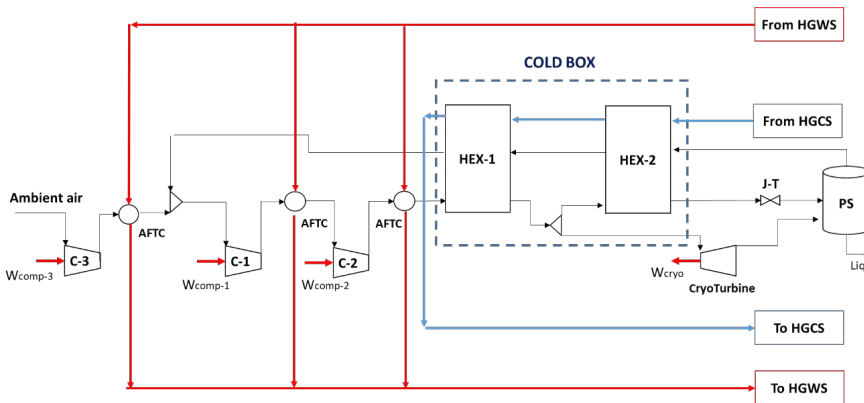 From HGWS
COLD BOX
From HGCS
HEX-1
HEX-2
J-T
PS
Ambient air
AFTC
AFTC
AFTC
C-3
C-1
C-2
Wcomp-3
Wcomp-1
Wcomp-2
Wcryo
CryoTurbine
Liq
To HGCS
To HGWS